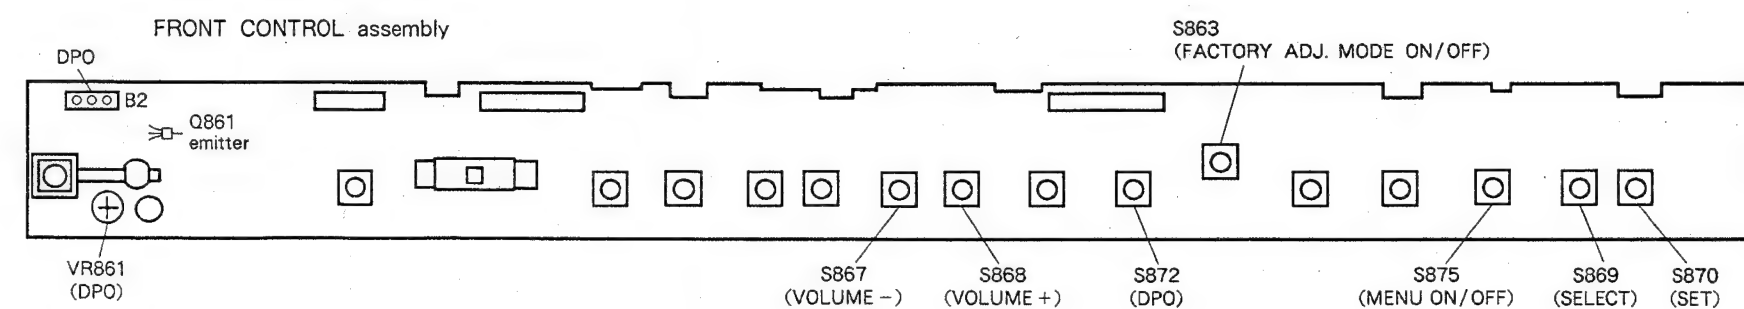 FRONT CONTROL assembly
S863
(FACTORY ADJ. MODE ON/OFF)
DPO
B2
Q861
emitter
VR861
(DPO)
S867
(VOLUME −)
S868
(VOLUME +)
S872
(DPO)
S875
(MENU ON/OFF)
S869
(SELECT)
S870
(SET)